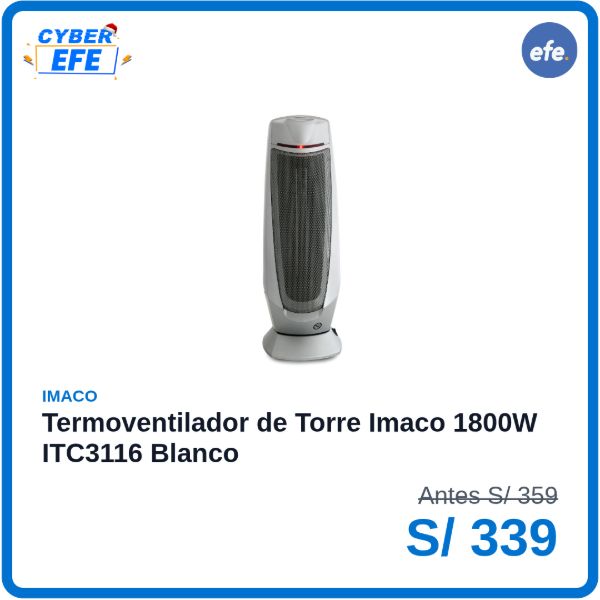 CYBER
EFE
efe.
IMACO
Termoventilador de Torre Imaco 1800W
ITC3116 Blanco
Antes S/ 359
S/ 339